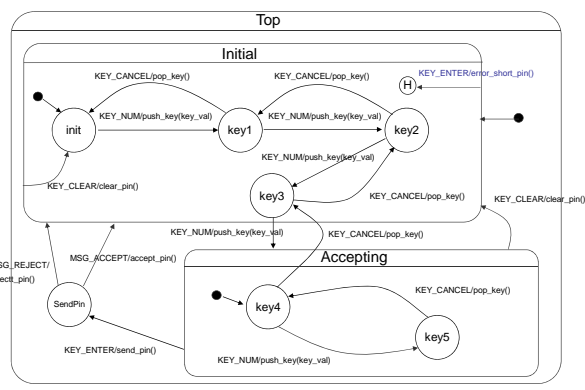 Top
Initial
KEY_CANCEL/pop_key()
KEY_CANCEL/pop_key()
KEY_ENTER/error_short_pin()
H
init
KEY_NUM/push_key(key_val)
key1
KEY_NUM/push_key(key_val)
key2
KEY_NUM/push_key(key_val)
KEY_CLEAR/clear_pin()
key3
KEY_CANCEL/pop_key()
KEY_CLEAR/clear_pin()
KEY_NUM/push_key(key_val)
KEY_CANCEL/pop_key()
SG_REJECT/
ectt_pin()
MSG_ACCEPT/accept_pin()
Accepting
SendPin
key4
KEY_CANCEL/pop_key()
key5
KEY_ENTER/send_pin()
KEY_NUM/push_key(key_val)